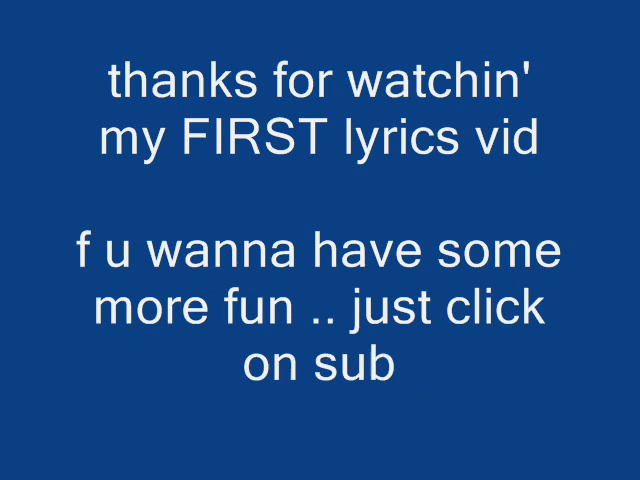 thanks for watchin'
my FIRST lyrics vid
f u wanna have some
more fun .. just click
on sub